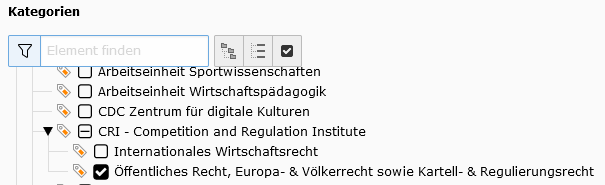 Kategorien
Element finden
Arbeitseinheit Sportwissenschaften
Arbeitseinheit Wirtschaftspädagogik
CDC Zentrum für digitale Kulturen
CRI - Competition and Regulation Institute
Internationales Wirtschaftsrecht
Öffentliches Recht, Europa- & Völkerrecht sowie Kartell- & Regulierungsrecht